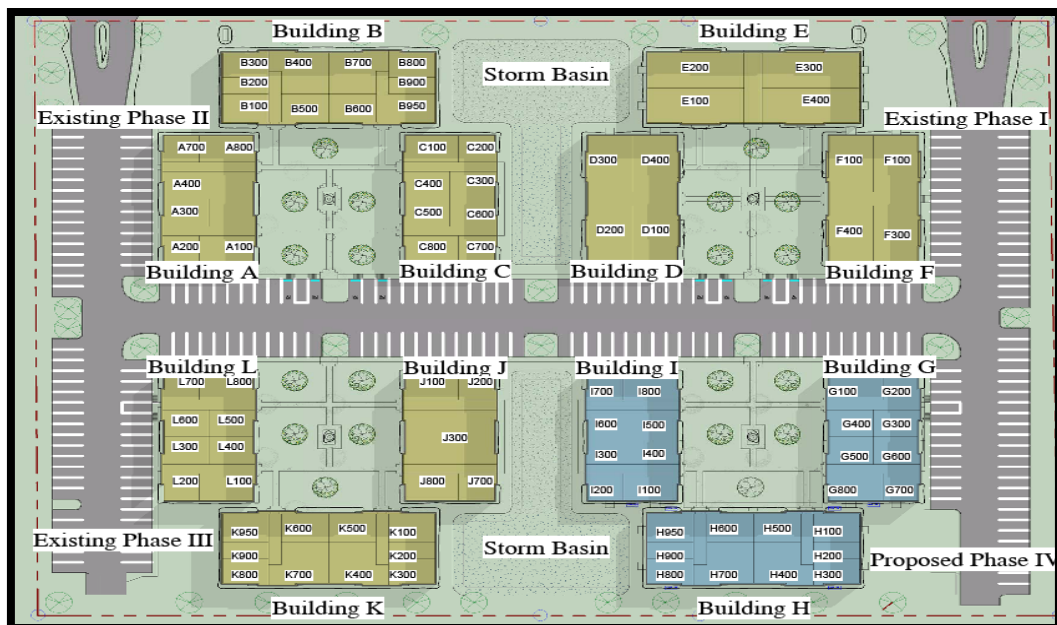 Building B
Building E
B300 B400 B700 B800
B200 B900
B100 B500 B600 B950
Storm Basin
E200 E300
E100 E400
Existing Phase II
Existing Phase I
A700 A800
A400
A300
A200 A100
Building A
C100 C200
C400 C300
C500 C600
C800 C700
Building C
D300 D400
D200 D100
Building D
F100 F100
F400 F300
Building F
Building L
L700 L800
L600 L500
L300 L400
L200 L100
Building J
J100 J200
J300
J800 J700
Building I
I700 I800
I600 I500
I300 I400
I200 I100
Building G
G100 G200
G400 G300
G500 G600
G800 G700
Existing Phase III
K950 K600 K500 K100
K900 K200
K800 K700 K400 K300
Building K
Storm Basin
H950 H600 H500 H100
H900 H200
H800 H700 H400 H300
Building H
Proposed Phase IV